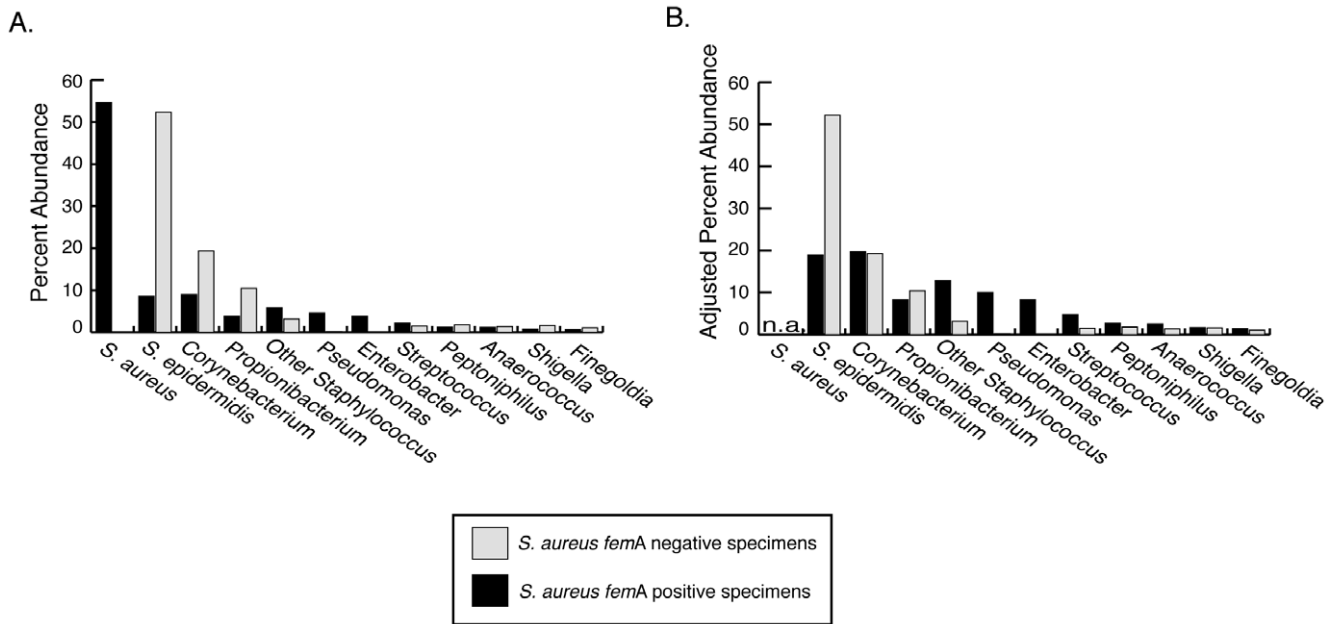 A.
Percent Abundance
60
50
40
30
20
10
0
S. aureus
S. epidermidis
Corynebacterium
Propionibacterium
Other Staphylococcus
Pseudomonas
Enterobacter
Streptococcus
Peptoniphilus
Anaerococcus
Shigella
Finegoldia
B.
Adjusted Percent Abundance
60
50
40
30
20
10
0
n.a
S. aureus
S. epidermidis
Corynebacterium
Propionibacterium
Other Staphylococcus
Pseudomonas
Enterobacter
Streptococcus
Peptoniphilus
Anaerococcus
Shigella
Finegoldia
S. aureus femA negative specimens
S. aureus femA positive specimens